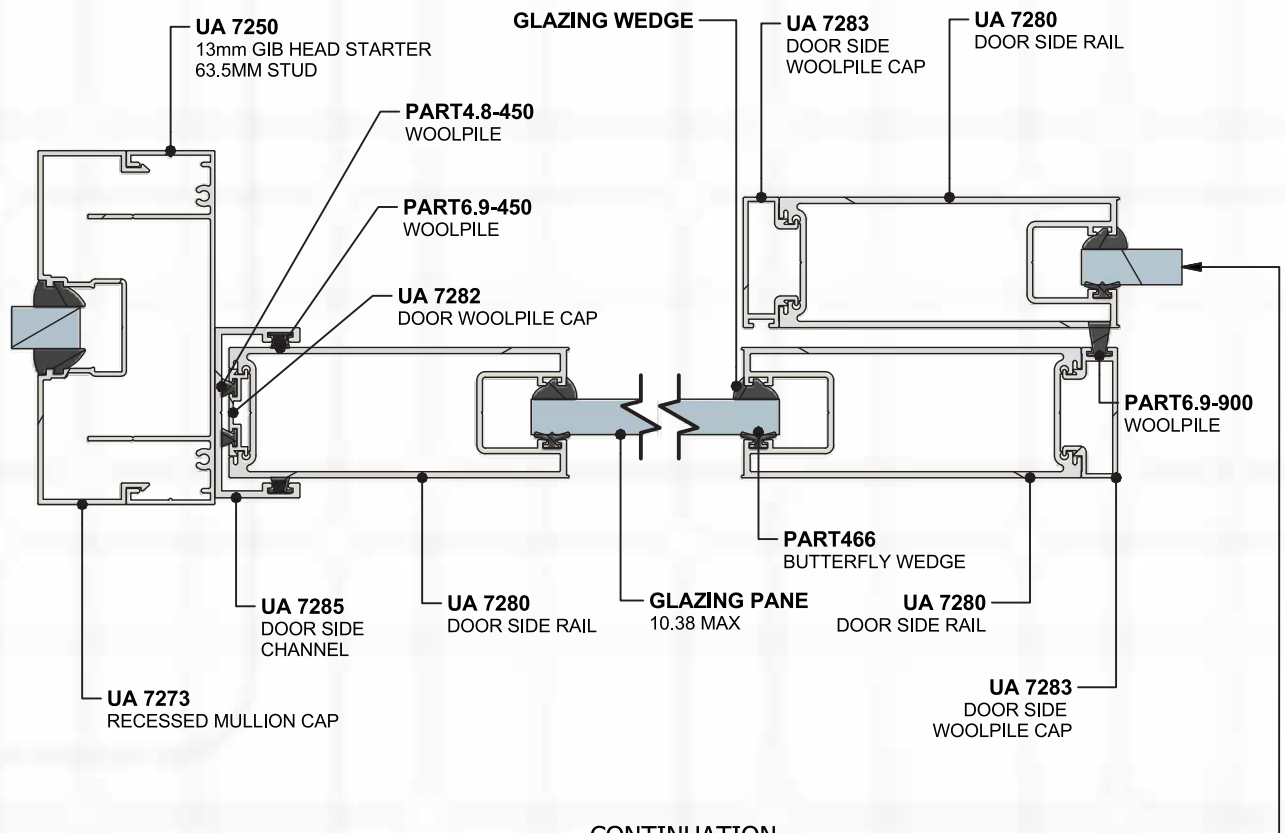 UA 7250
13mm GIB HEAD STARTER
63.5MM STUD
GLAZING WEDGE
UA 7283
DOOR SIDE
WOOLPILE CAP
UA 7280
DOOR SIDE RAIL
PART4.8-450
WOOLPILE
PART6.9-450
WOOLPILE
UA 7282
DOOR WOOLPILE CAP
PART6.9-900
WOOLPILE
PART466
BUTTERFLY WEDGE
UA 7285
DOOR SIDE
CHANNEL
UA 7280
DOOR SIDE RAIL
GLAZING PANE
10.38 MAX
UA 7280
DOOR SIDE RAIL
UA 7273
RECESSED MULLION CAP
UA 7283
DOOR SIDE
WOOLPILE CAP
CONTINUATION